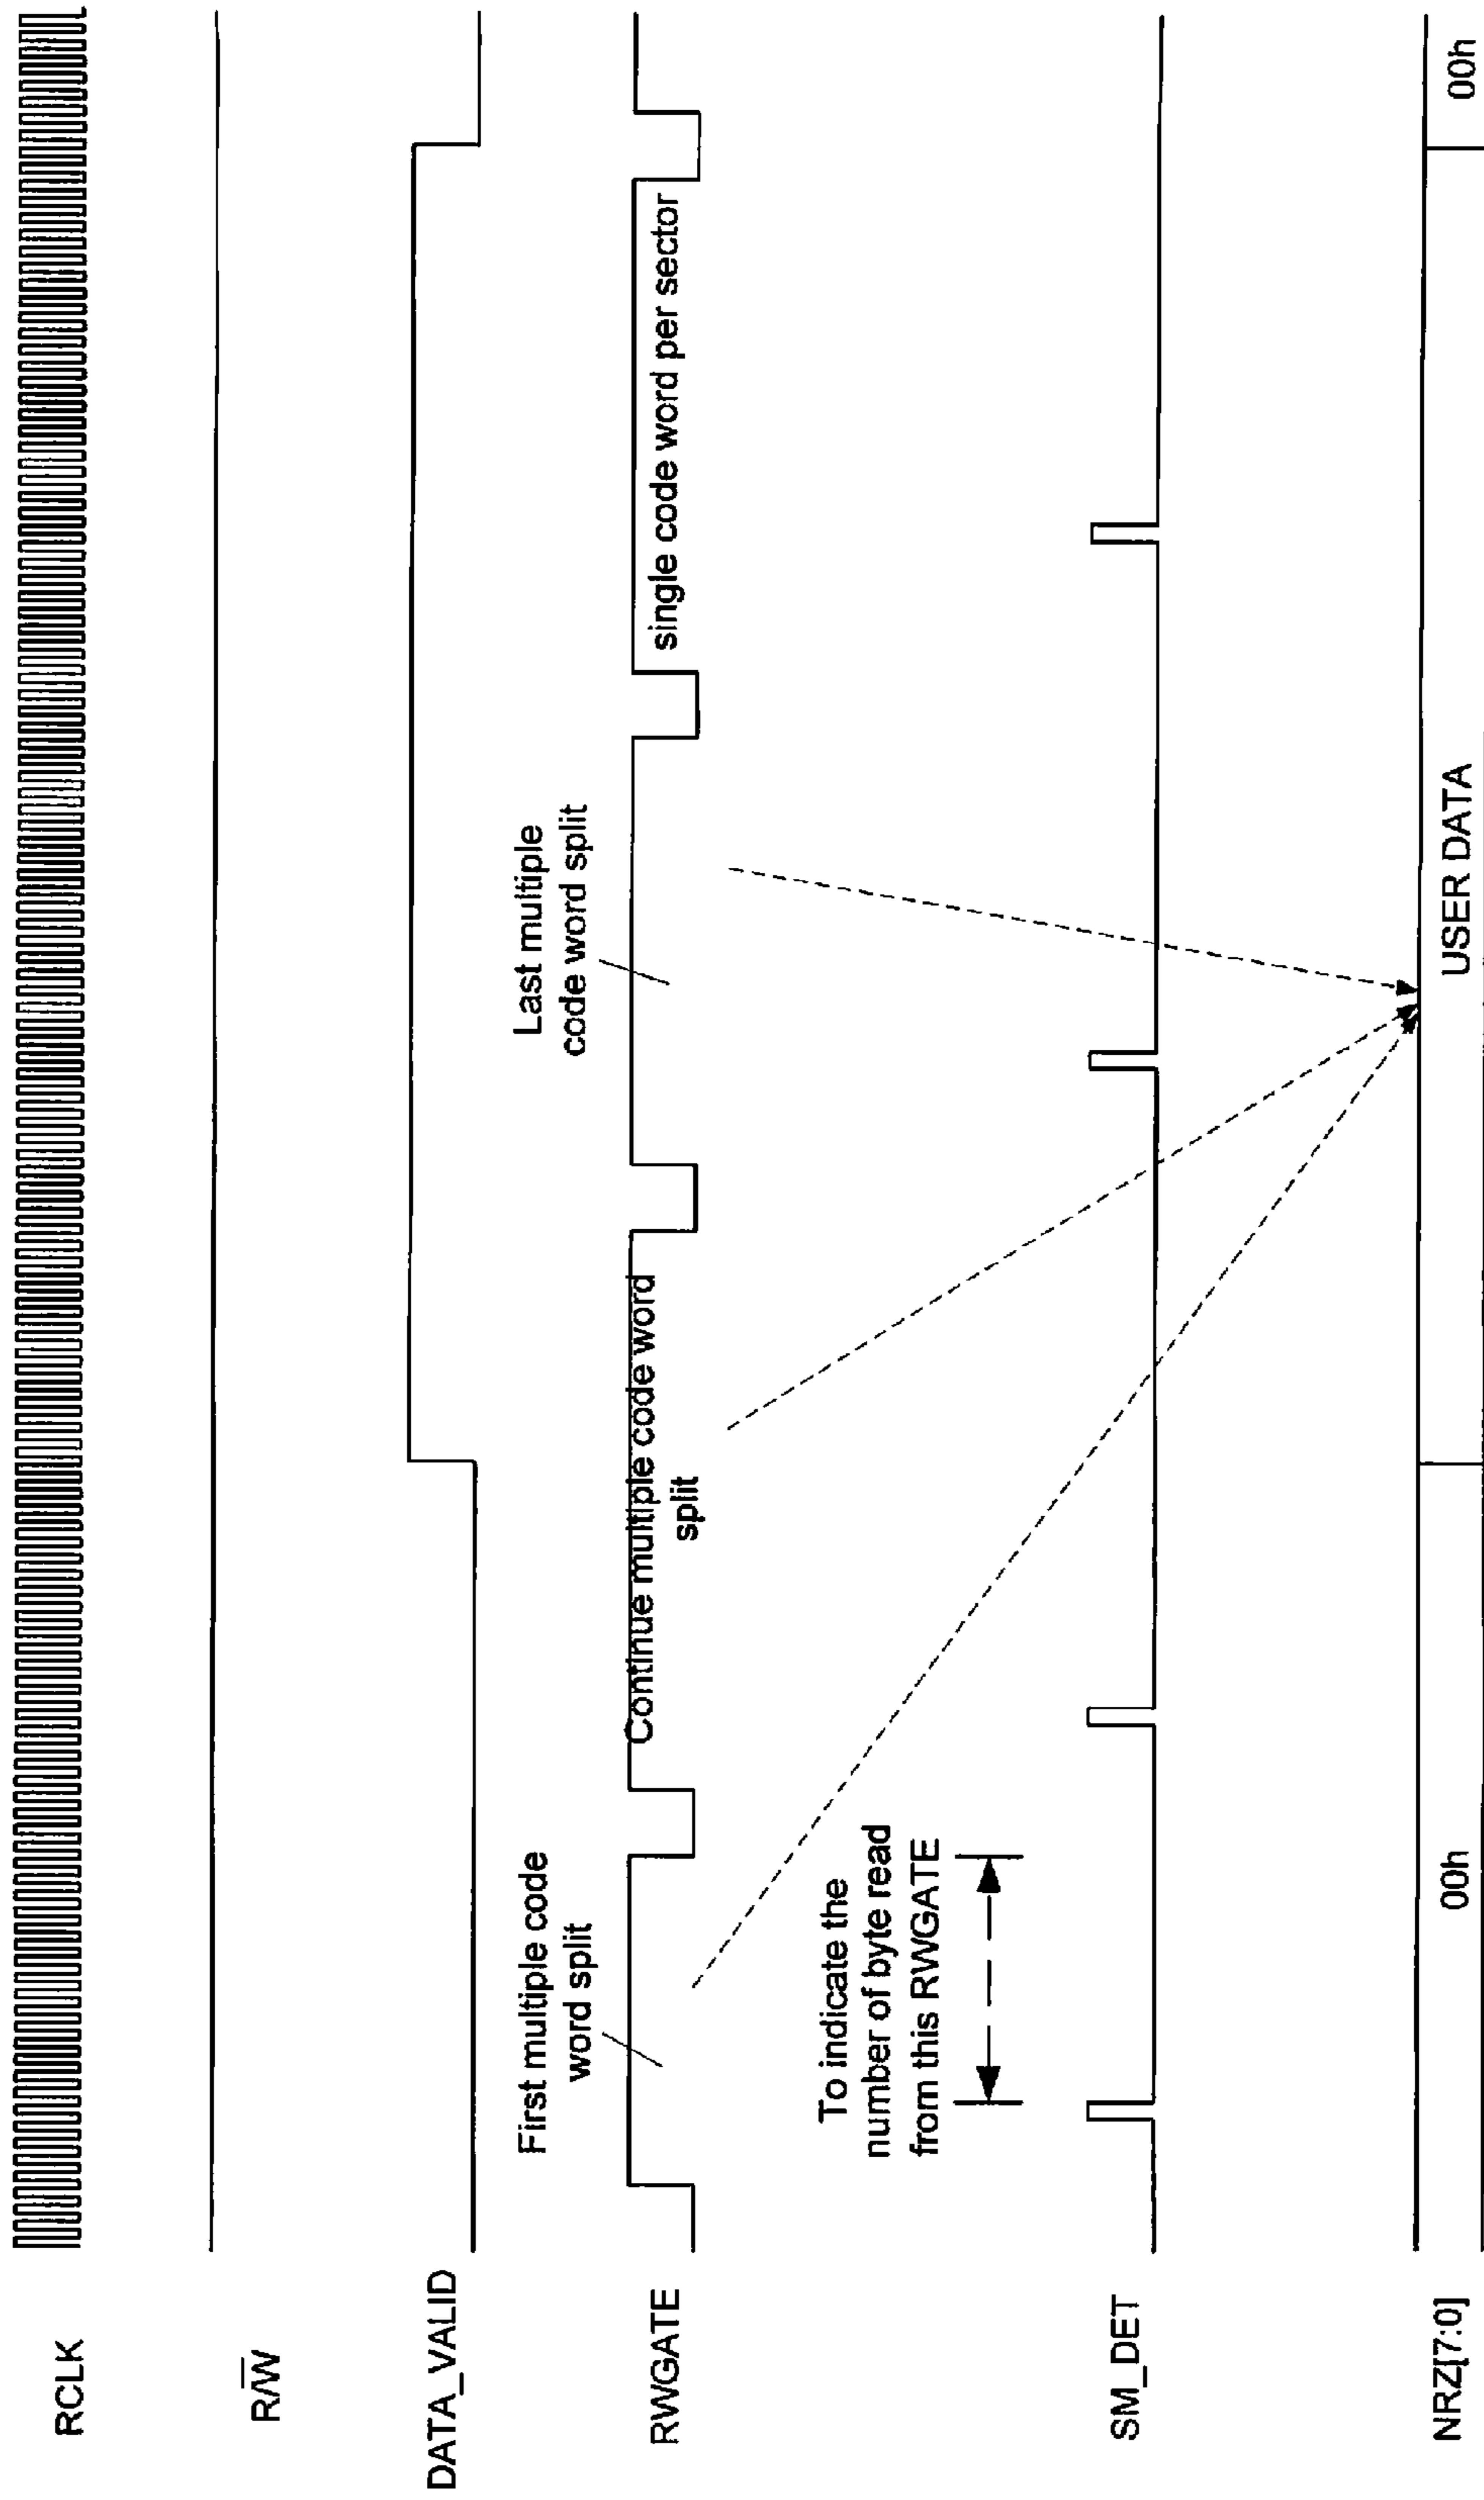 RCLK
R/W̅
DATA_VALID
First multiple code
word split
Last multiple
code word split
RWGATE
Continue multiple code word
split
single code word per sector
To indicate the
number of byte read
from this RWGATE
SM_DET
NRZ[7:0]
00h
USER DATA
00h